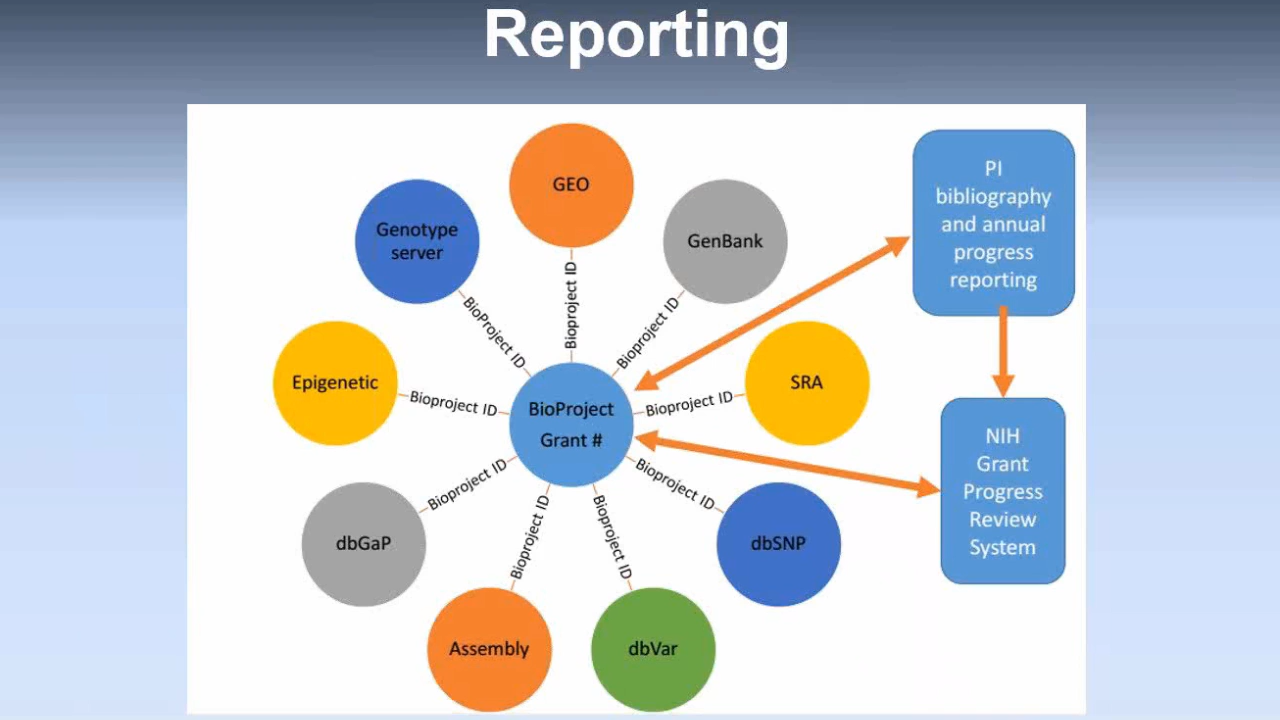 Reporting
GEO
Genotype
server
GenBank
PI
bibliography
and annual
progress
reporting
BioProject ID
Bioproject ID
Bioproject ID
Epigenetic
Bioproject ID
BioProject
Grant #
Bioproject ID
SRA
NIH
Grant
Progress
Review
System
Bioproject ID
Bioproject ID
Bioproject ID
Bioproject ID
dbGaP
dbSNP
Assembly
dbVar